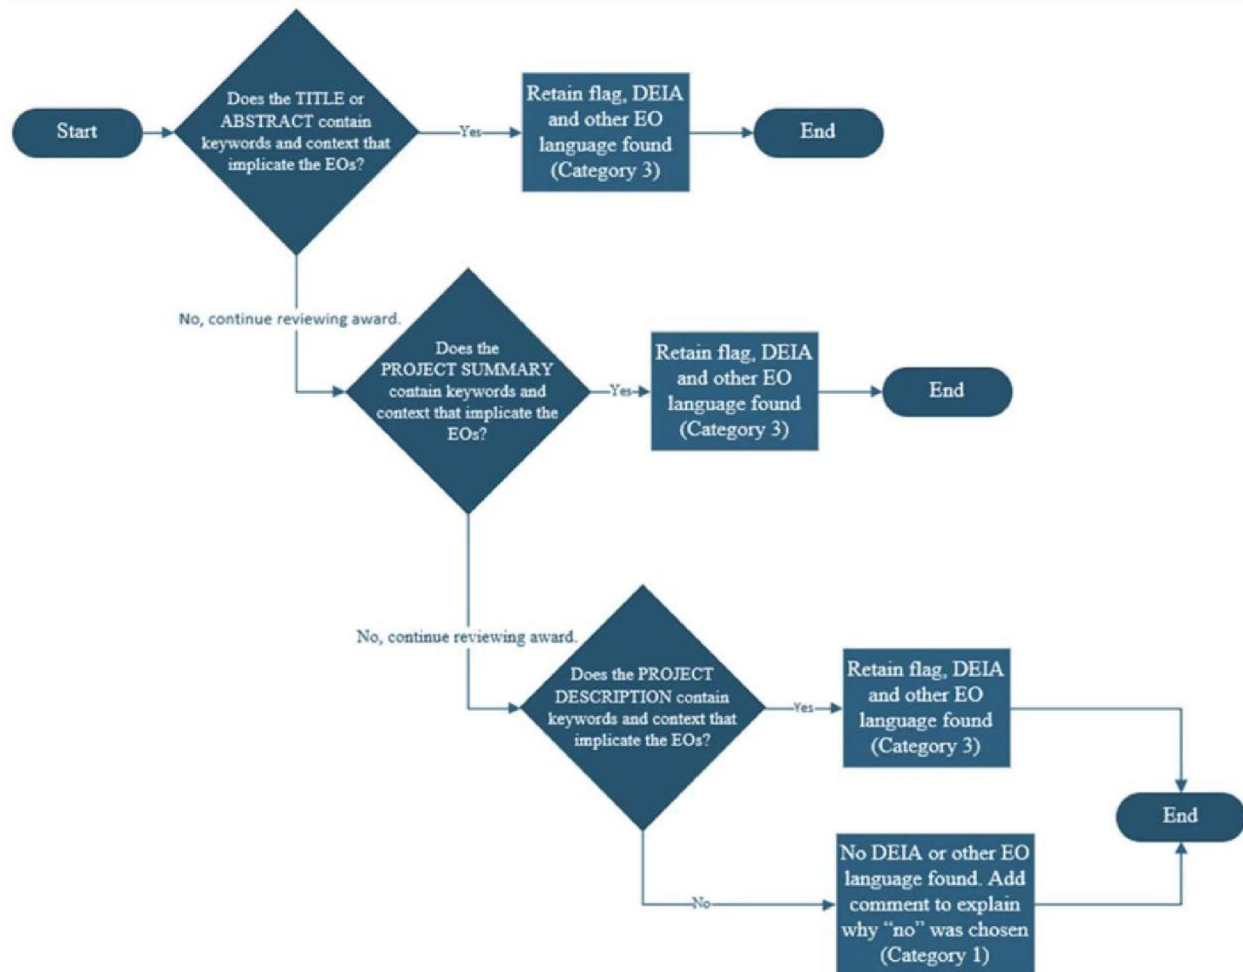 Start
Does the TITLE or
ABSTRACT contain
keywords and context that
implicate the EOs?
Yes
Retain flag, DEIA
and other EO
language found
(Category 3)
End
No, continue reviewing award.
Does the
PROJECT SUMMARY
contain keywords and
context that implicate the
EOs?
Yes
Retain flag, DEIA
and other EO
language found
(Category 3)
End
No, continue reviewing award.
Does the PROJECT
DESCRIPTION contain
keywords and context that
implicate the EOs?
Yes
Retain flag, DEIA
and other EO
language found
(Category 3)
End
No
No DEIA or other EO
language found. Add
comment to explain
why “no” was chosen
(Category 1)